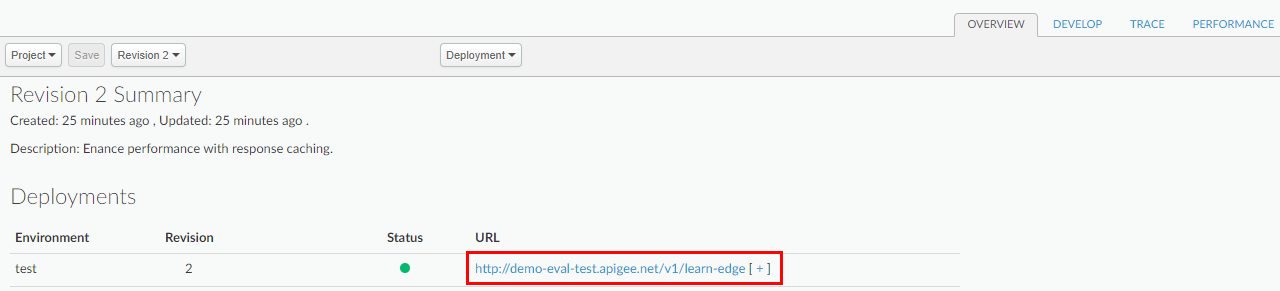 OVERVIEW DEVELOP TRACE PERFORMANCE
Project Save Revision 2 Deployment
Revision 2 Summary
Created: 25 minutes ago , Updated: 25 minutes ago .
Description: Enance performance with response caching.
Deployments
Environment Revision Status URL
test 2 http://demo-eval-test.apigee.net/v1/learn-edge [ + ]